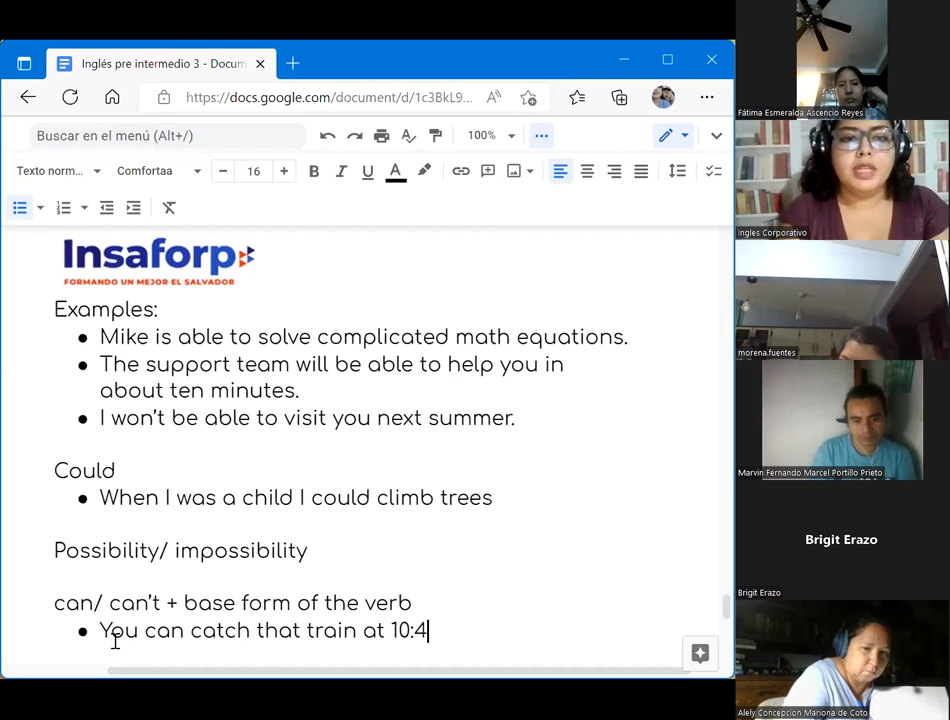 Inglés pre intermedio 3 - Docum
https://docs.google.com/document/d/1c3BkL9...
Buscar en el menú (Alt+/)
100%
Texto norm...
Comfortaa
16
Insaforp
FORMANDO UN MEJOR EL SALVADOR
Examples:
● Mike is able to solve complicated math equations.
● The support team will be able to help you in
about ten minutes.
● I won't be able to visit you next summer.
Could
● When I was a child I could climb trees
Possibility/ impossibility
can/ can't + base form of the verb
● You can catch that train at 10:4
Fátima Esmeralda Ascencio Reyes
Ingles Corporativo
morena.fuentes
Marvin Fernando Marcel Portillo Prieto
Brigit Erazo
Brigit Erazo
Alely Concepcion Mariona de Coto